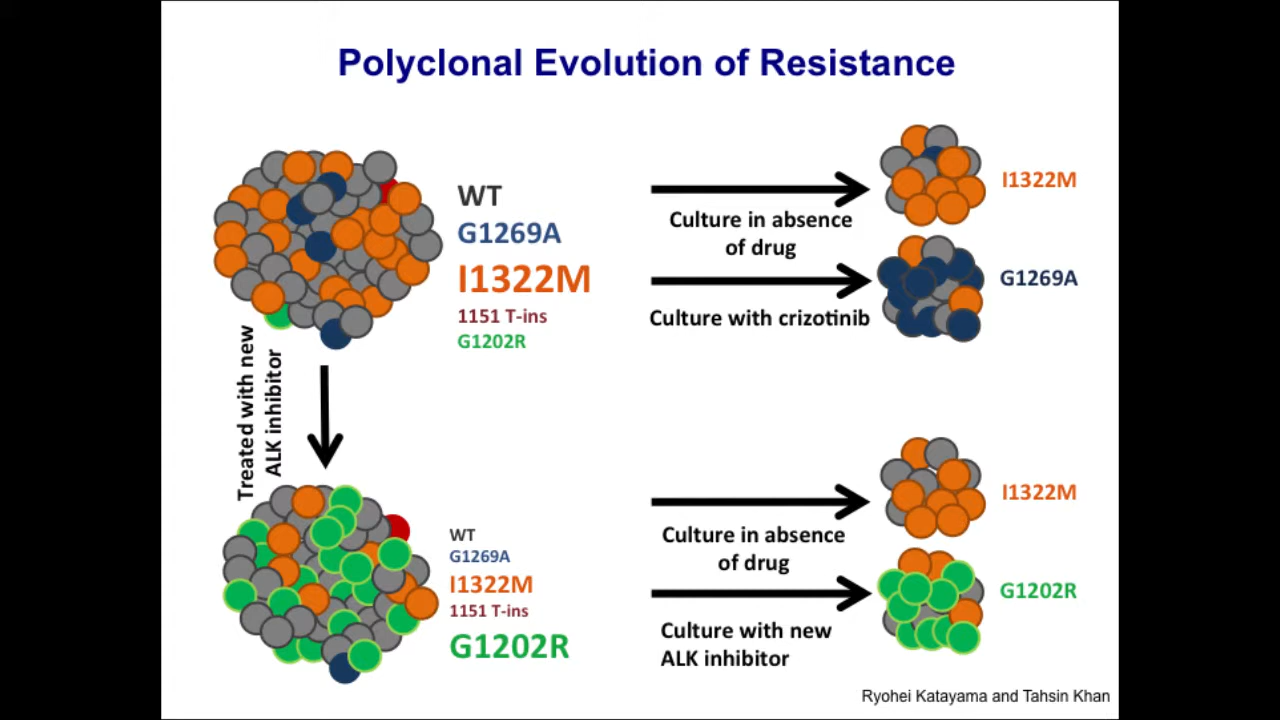 Polyclonal Evolution of Resistance
WT
G1269A
I1322M
1151 T-ins
G1202R
Culture in absence
of drug
Culture with crizotinib
I1322M
G1269A
Treated with new
ALK inhibitor
WT
G1269A
I1322M
1151 T-ins
G1202R
Culture in absence
of drug
Culture with new
ALK inhibitor
I1322M
G1202R
Ryohei Katayama and Tahsin Khan